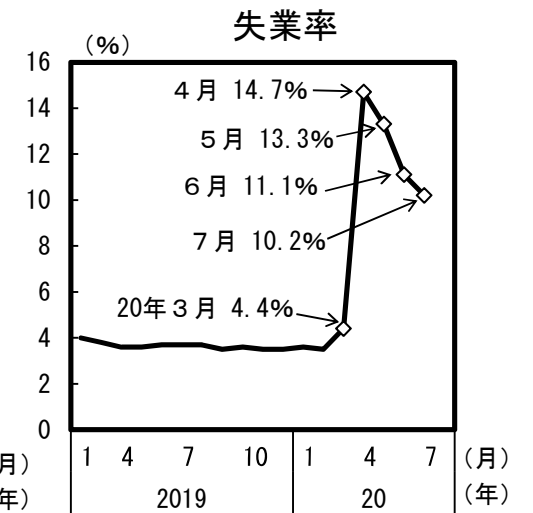 失業率
（%）
16
14
12
10
8
6
4
2
0
４月 14.7%
５月 13.3%
６月 11.1%
７月 10.2%
20年３月 4.4%
月） 1 4 7 10 1 4 7 （月）
年） 2019 20 （年）